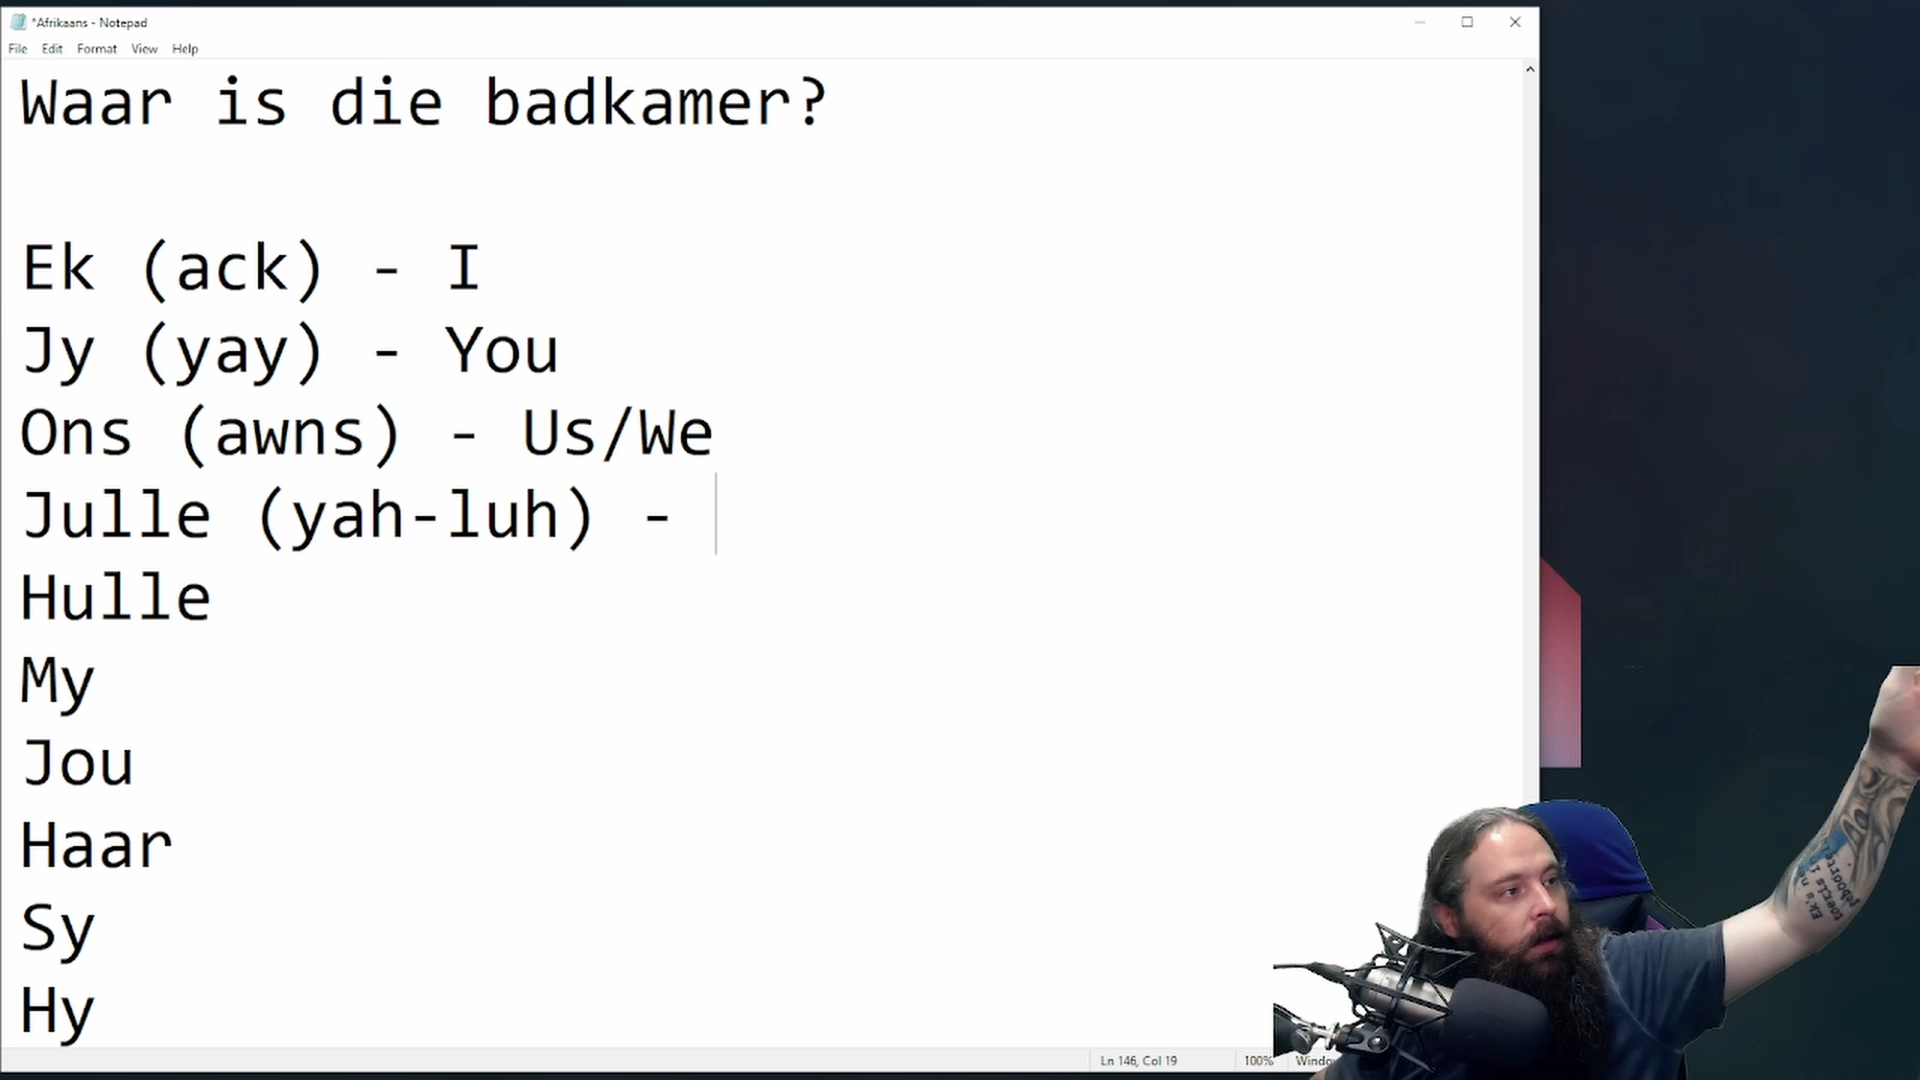 *Afrikaans - Notepad
File Edit Format View Help
Waar is die badkamer?
Ek (ack) - I
Jy (yay) - You
Ons (awns) - Us/We
Julle (yah-luh) -
Hulle
My
Jou
Haar
Sy
Hy
Ln 146, Col 19 100% Windo